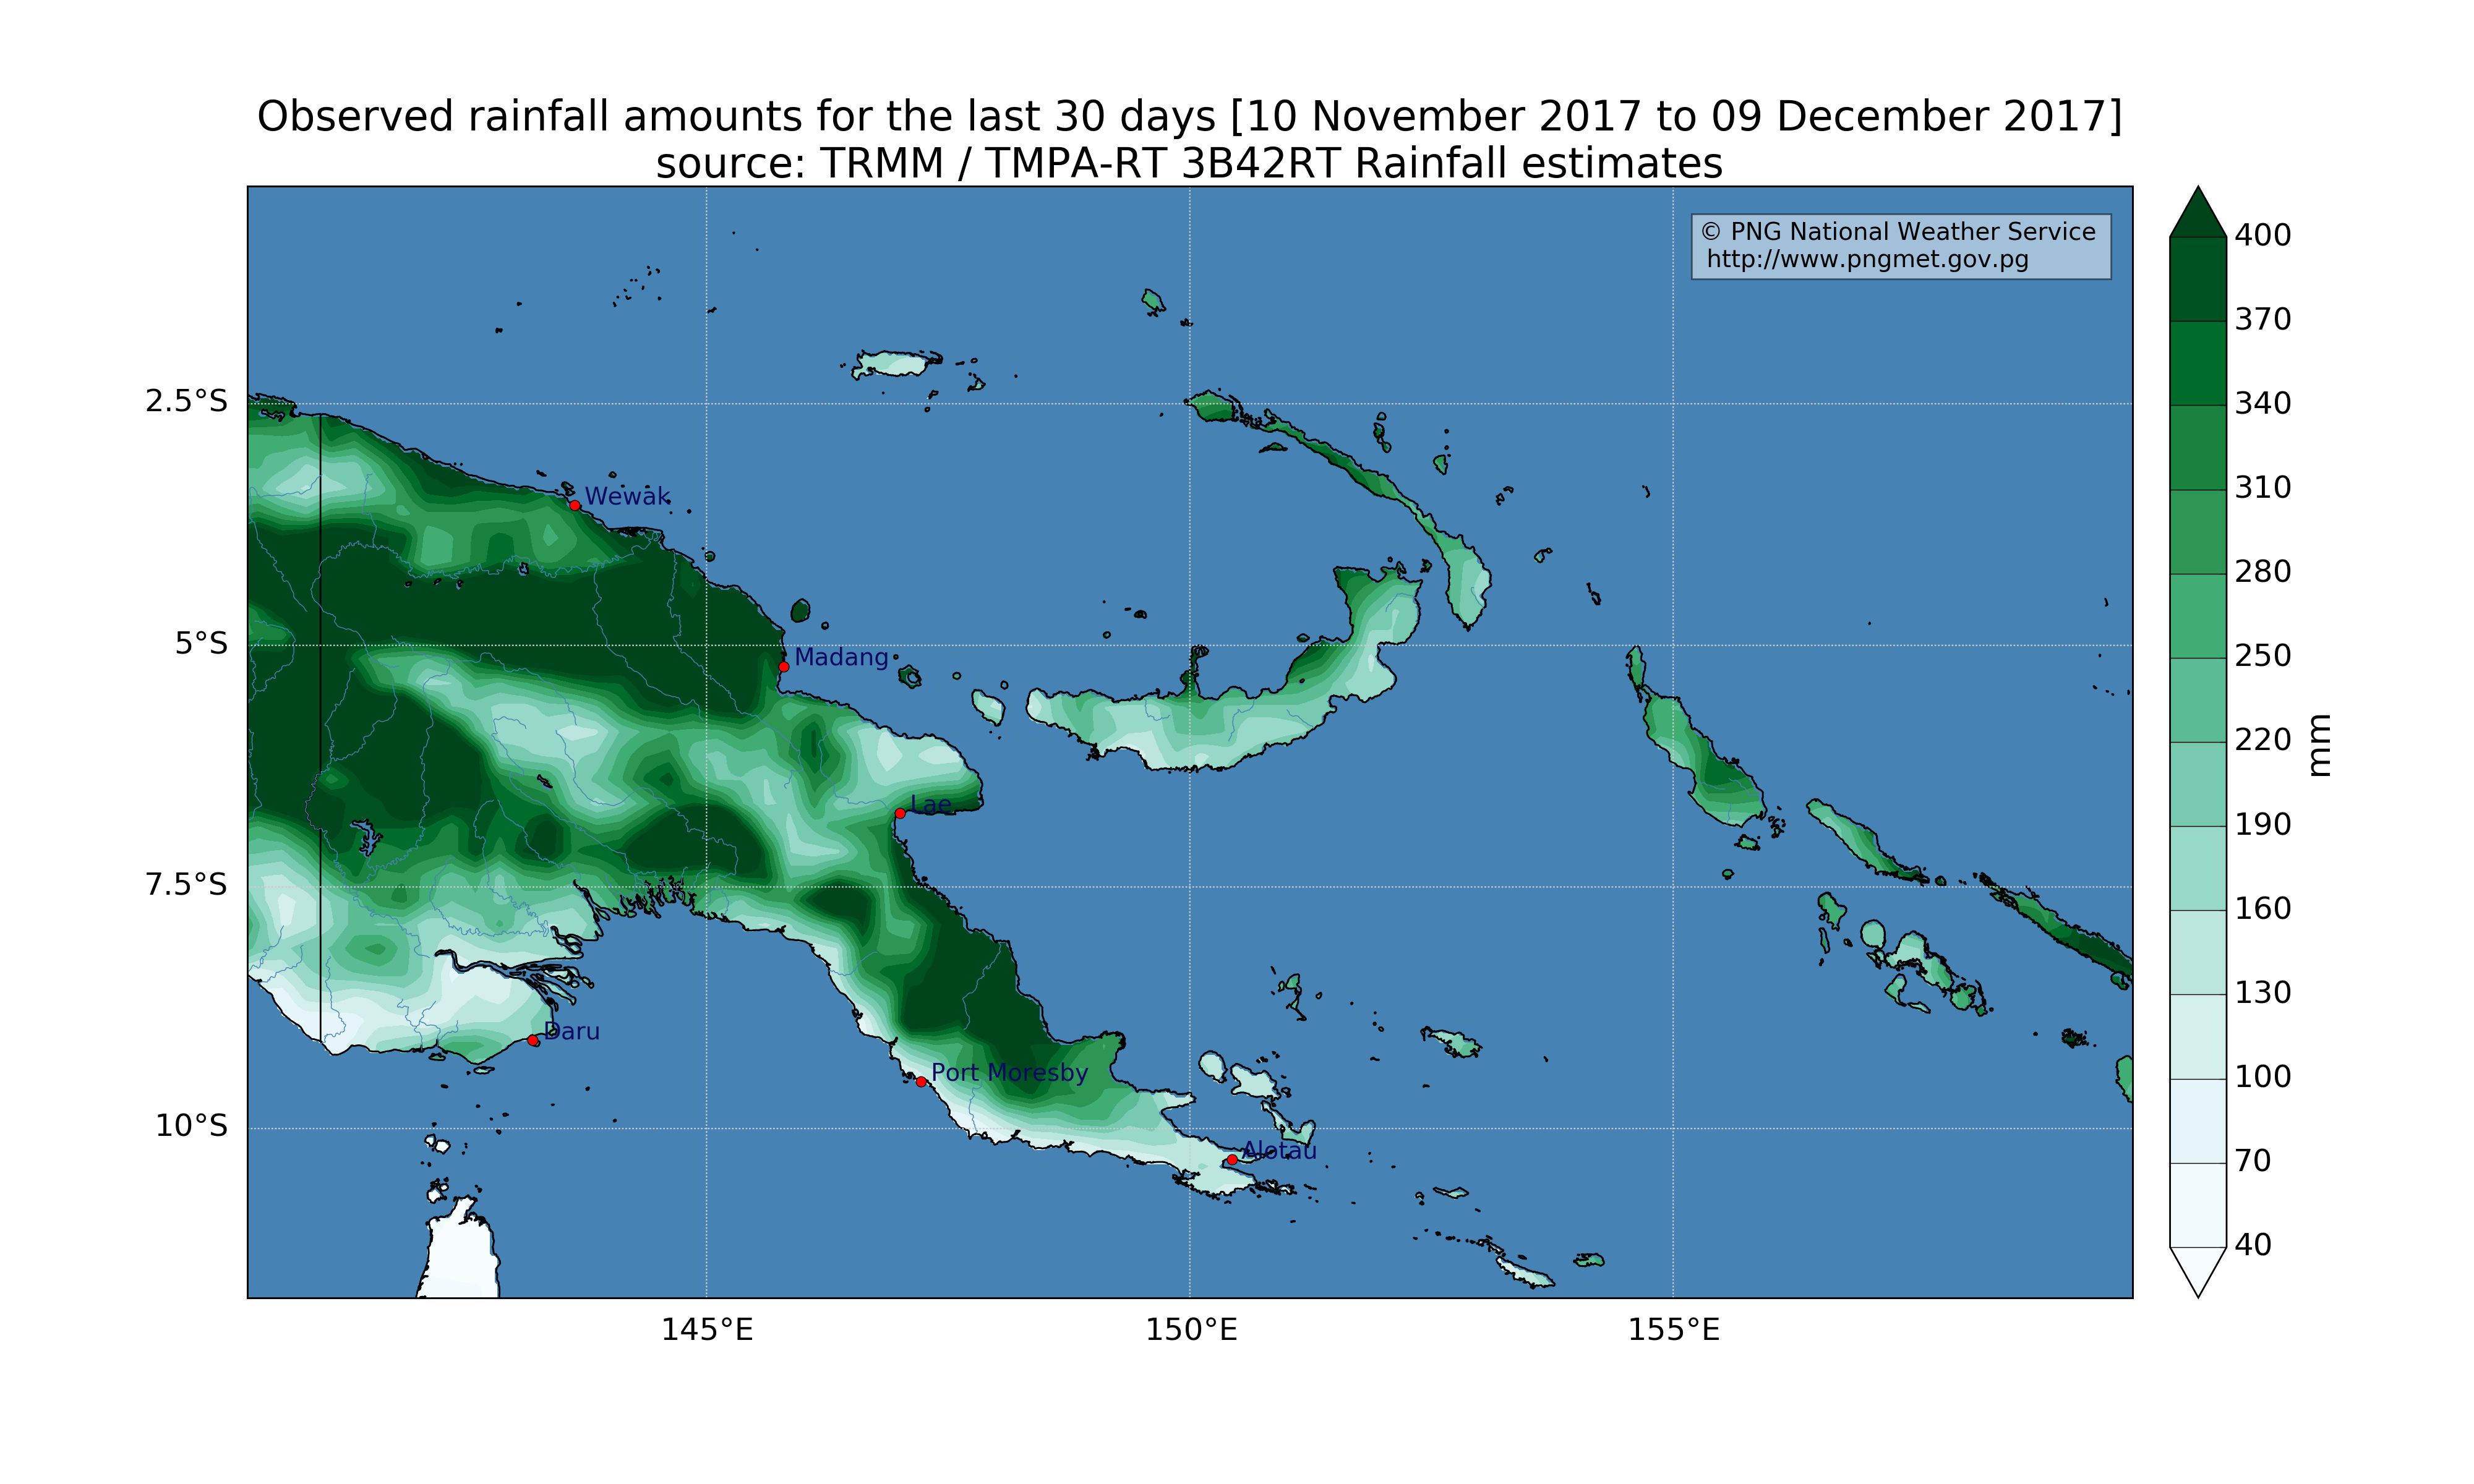 Observed rainfall amounts for the last 30 days [10 November 2017 to 09 December 2017]
source: TRMM / TMPA-RT 3B42RT Rainfall estimates
© PNG National Weather Service
http://www.pngmet.gov.pg
400
370
340
310
280
250
220
190
160
130
100
70
40
mm
2.5°S
5°S
7.5°S
10°S
Wewak
Madang
Lae
Daru
Port Moresby
Alotau
145°E
150°E
155°E